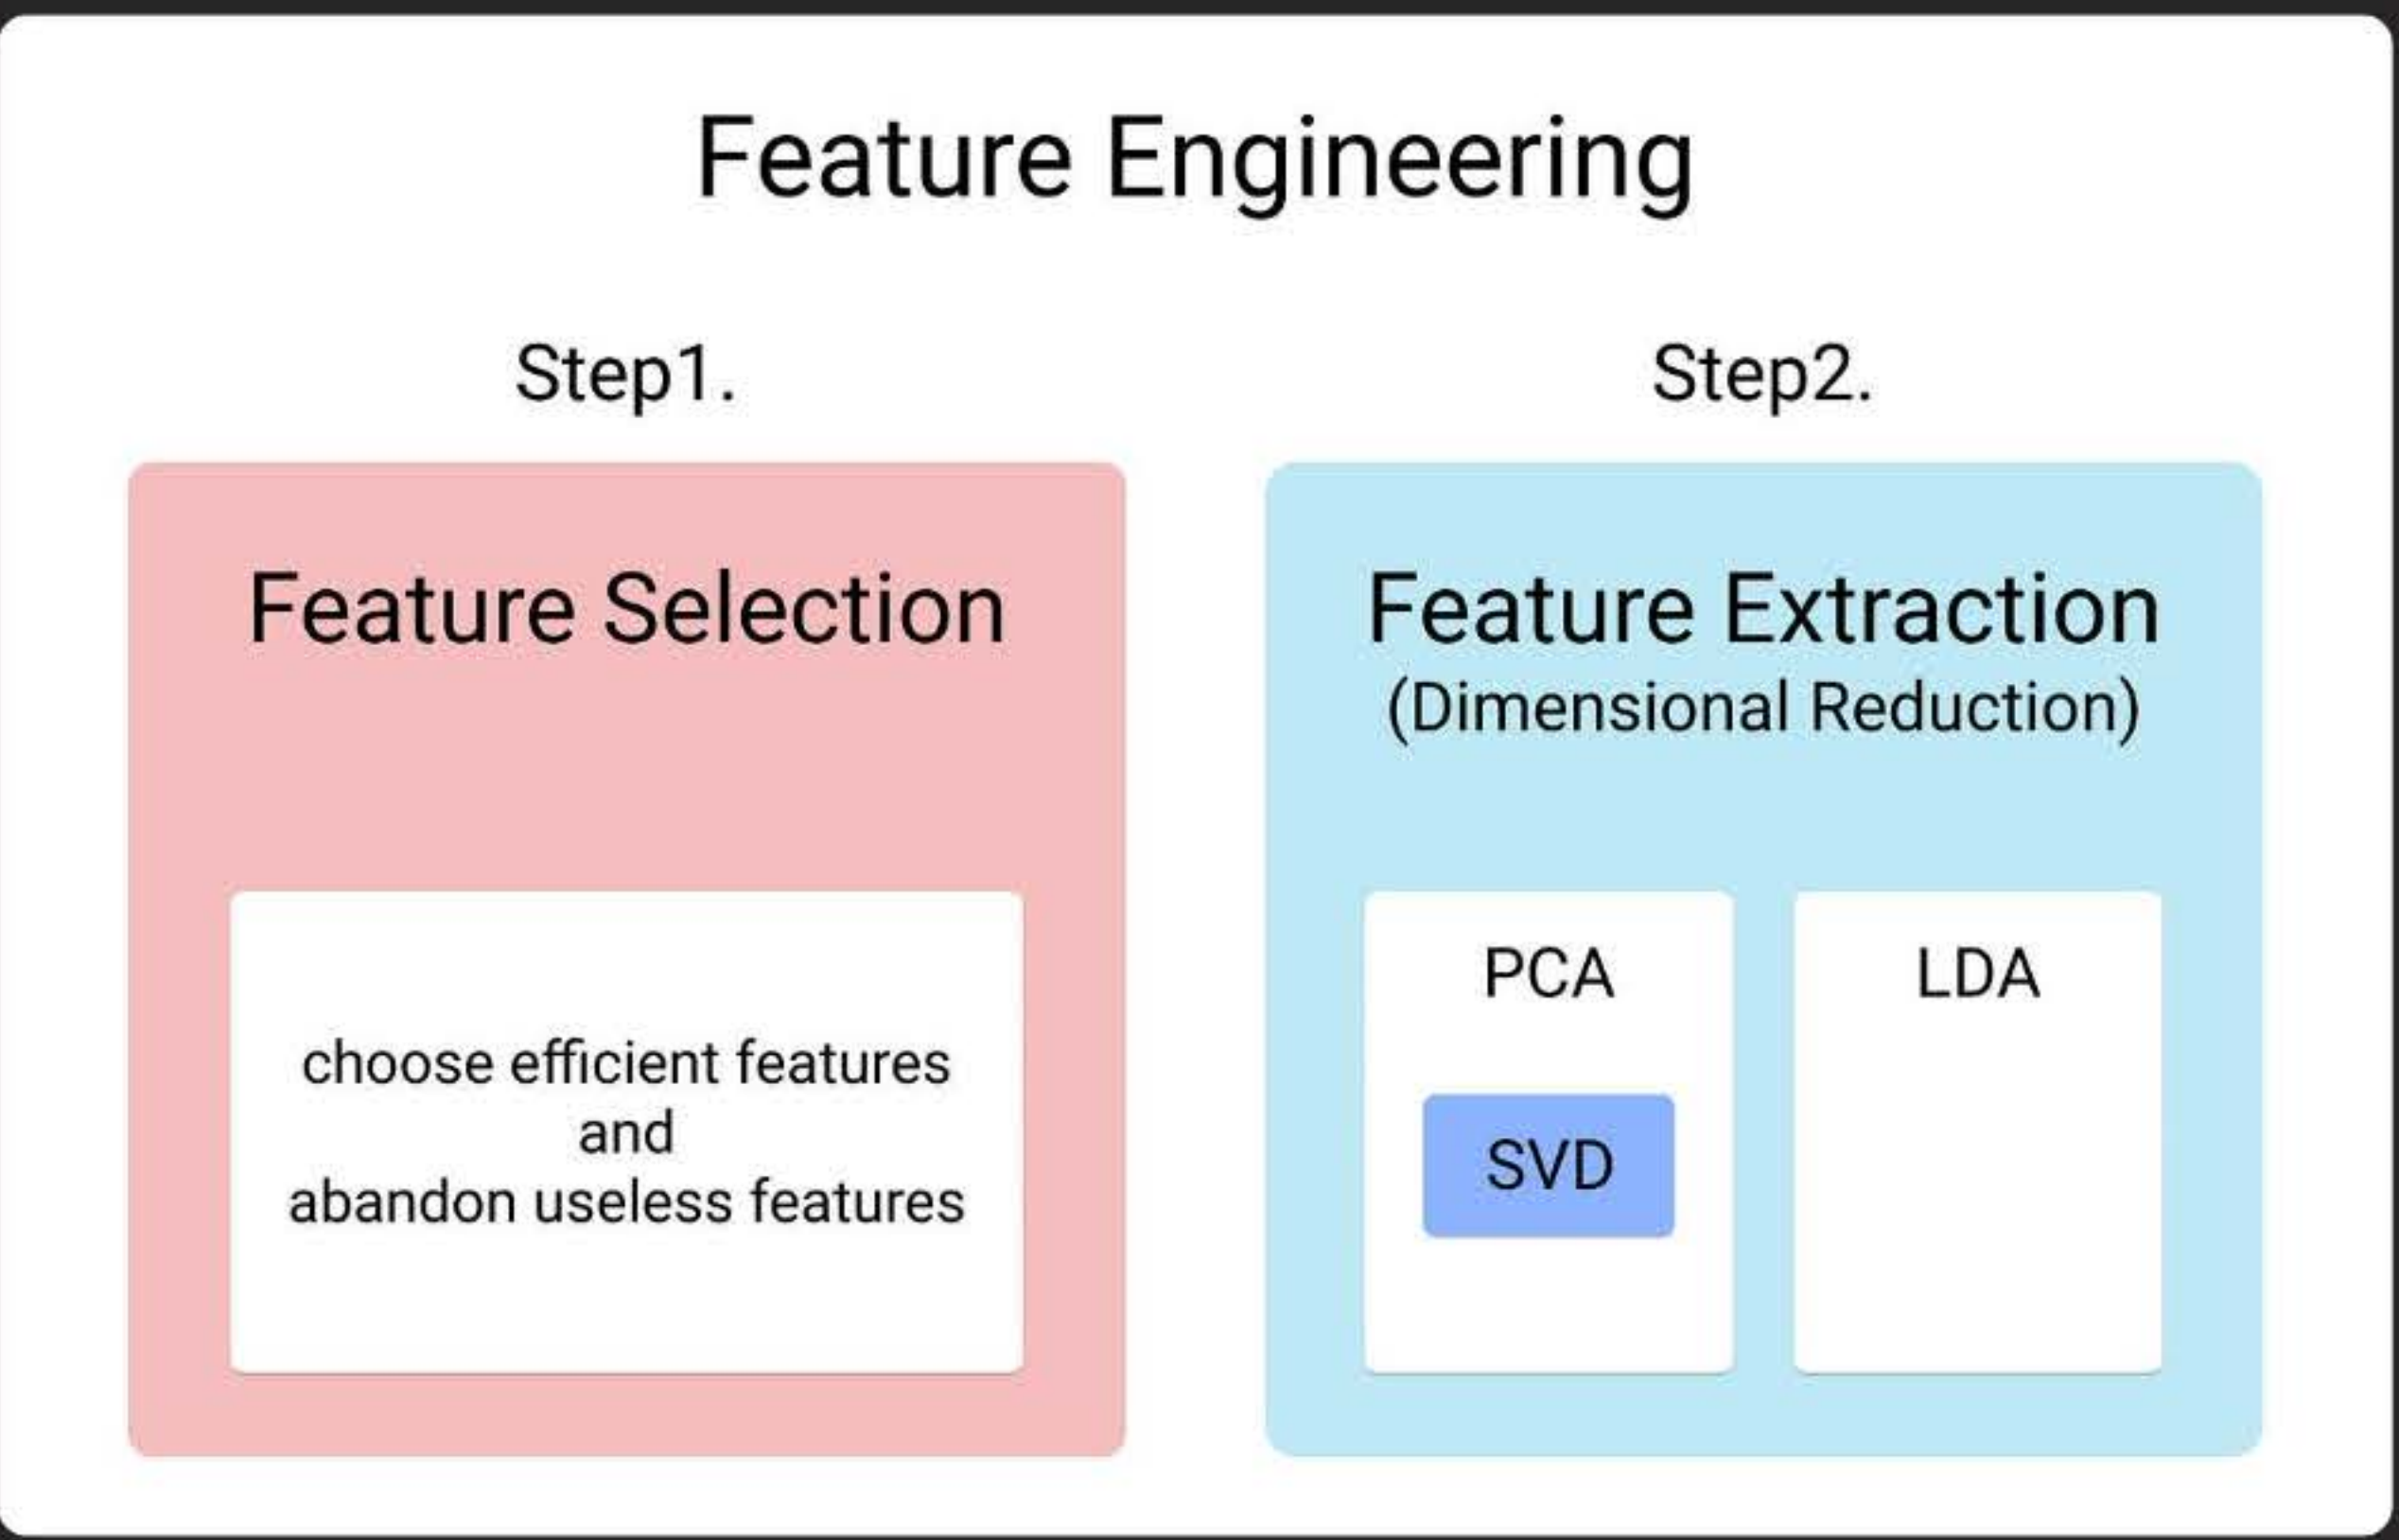 Feature Engineering
Step1.
Feature Selection
choose efficient features
and
abandon useless features
Step2.
Feature Extraction
(Dimensional Reduction)
PCA
SVD
LDA